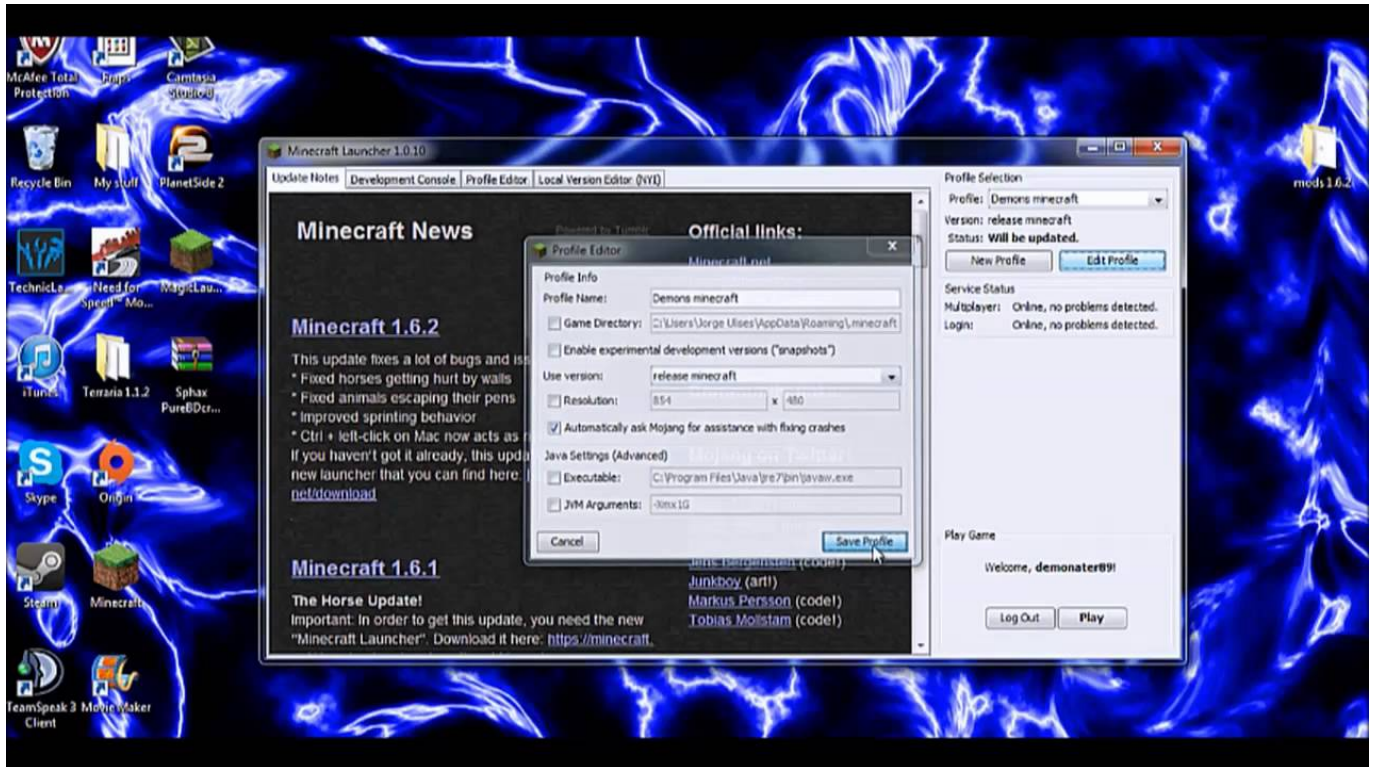 McAfee Total
Protection
Fraps
Camtasia
Studio 8
Recycle Bin
My stuff
PlanetSide 2
TechnicLa...
Need for
Speed™ Mo...
MagicLau...
iTunes
Terraria 1.1.2
Sphax
PureBDcr...
Skype
Origin
Steam
Minecraft
TeamSpeak 3
Client
Movie Maker
mods 1.6.2
Minecraft Launcher 1.0.10
Update Notes
Development Console
Profile Editor
Local Version Editor (NYI)
Minecraft News
Powered by Tumblr
Official links:
Minecraft.net
Minecraft 1.6.2
This update fixes a lot of bugs and iss
* Fixed horses getting hurt by walls
* Fixed animals escaping their pens
* Improved sprinting behavior
* Ctrl + left-click on Mac now acts as
If you haven't got it already, this upda
new launcher that you can find here:
net/download
Minecraft 1.6.1
The Horse Update!
Important: In order to get this update, you need the new
"Minecraft Launcher". Download it here: https://minecraft.
Jens Bergensten (code!)
Junkboy (art!)
Markus Persson (code!)
Tobias Mollstam (code!)
Profile Editor
Profile Info
Profile Name: Demons minecraft
Game Directory: C:\Users\Jorge Ulises\AppData\Roaming\.minecraft
Enable experimental development versions ("snapshots")
Use version: release minecraft
Resolution: 854 x 480
Automatically ask Mojang for assistance with fixing crashes
Java Settings (Advanced)
Executable: C:\Program Files\Java\jre7\bin\javaw.exe
JVM Arguments: -Xmx1G
Cancel
Save Profile
Profile Selection
Profile: Demons minecraft
Version: release minecraft
Status: Will be updated.
New Profile
Edit Profile
Service Status
Multiplayer: Online, no problems detected.
Login: Online, no problems detected.
Play Game
Welcome, demonater89!
Log Out
Play